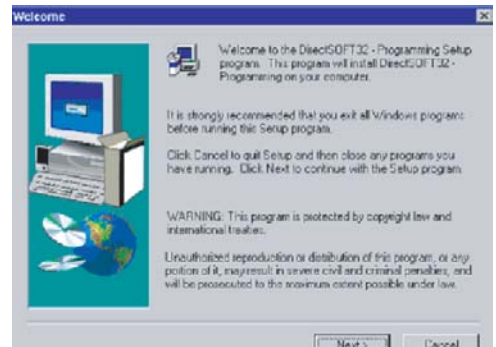 Welcome
Welcome to the DirectSOFT32 - Programming Setup
program. This program will install DirectSOFT32 -
Programming on your computer.
It is strongly recommended that you exit all Windows programs
before running this Setup program.
Click Cancel to quit Setup and then close any programs you
have running. Click Next to continue with the Setup program.
WARNING: This program is protected by copyright law and
international treaties.
Unauthorized reproduction or distribution of this program, or any
portion of it, may result in severe civil and criminal penalties, and
will be prosecuted to the maximum extent possible under law.
Next >
Cancel